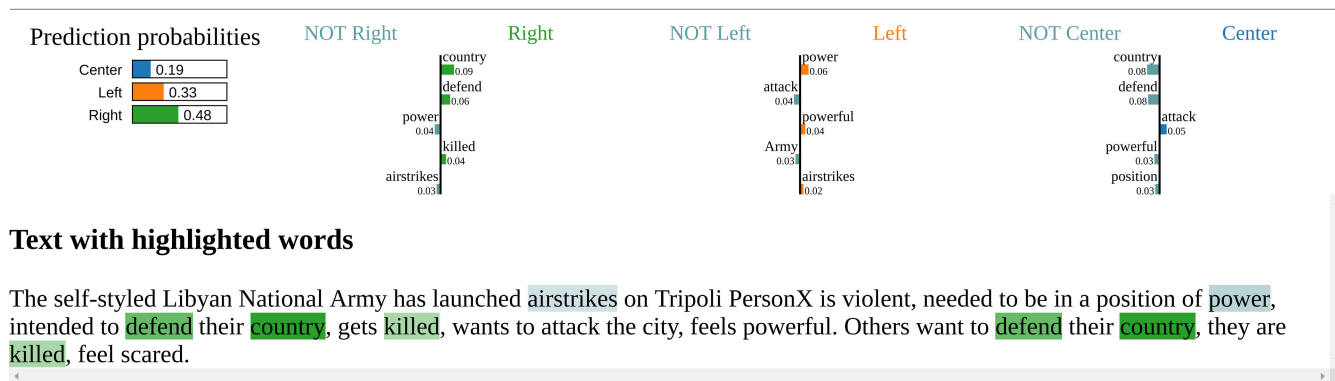 Prediction probabilities
Center 0.19
Left 0.33
Right 0.48
NOT Right Right
country
0.09
defend
0.06
power
0.04
killed
0.04
airstrikes
0.03
NOT Left Left
power
0.06
attack
0.04
powerful
0.04
Army
0.03
airstrikes
0.02
NOT Center Center
country
0.08
defend
0.08
attack
0.05
powerful
0.03
position
0.03
Text with highlighted words
The self-styled Libyan National Army has launched airstrikes on Tripoli PersonX is violent, needed to be in a position of power,
intended to defend their country, gets killed, wants to attack the city, feels powerful. Others want to defend their country, they are
killed, feel scared.